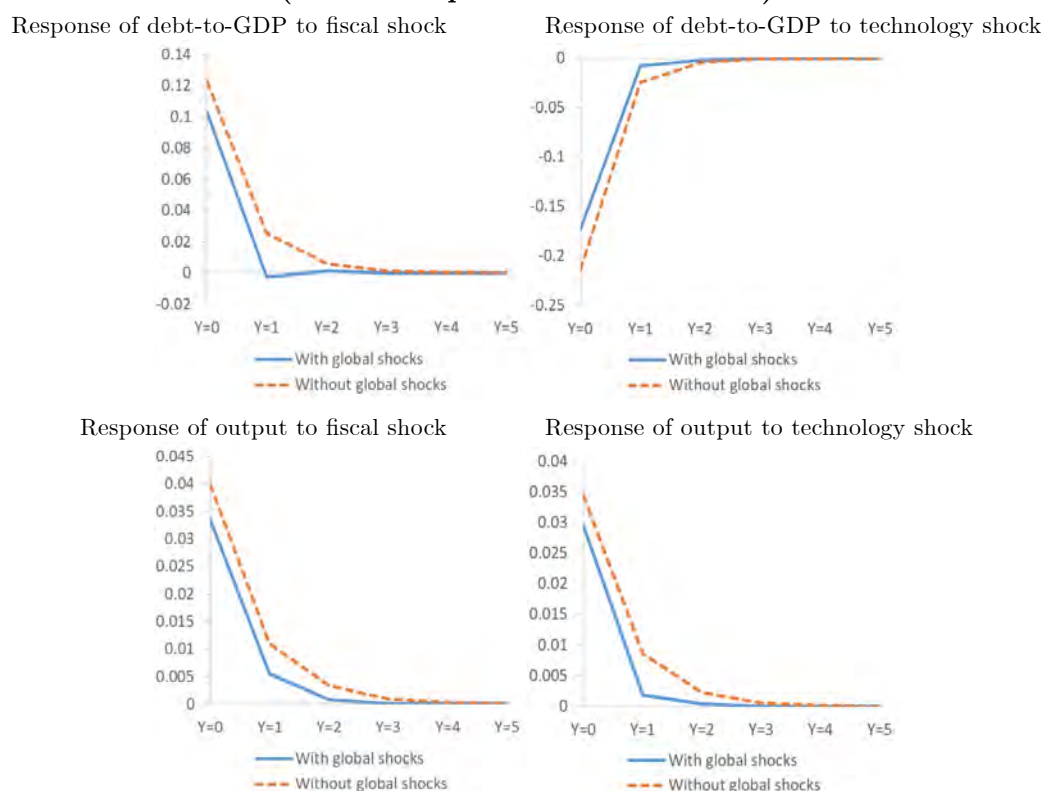 Response of debt-to-GDP to fiscal shock
0.14
0.12
0.1
0.08
0.06
0.04
0.02
0
-0.02
Y=0 Y=1 Y=2 Y=3 Y=4 Y=5
With global shocks
Without global shocks
Response of debt-to-GDP to technology shock
0
-0.05
-0.1
-0.15
-0.2
-0.25
Y=0 Y=1 Y=2 Y=3 Y=4 Y=5
With global shocks
Without global shocks
Response of output to fiscal shock
0.045
0.04
0.035
0.03
0.025
0.02
0.015
0.01
0.005
0
Y=0 Y=1 Y=2 Y=3 Y=4 Y=5
With global shocks
Without global shocks
Response of output to technology shock
0.04
0.035
0.03
0.025
0.02
0.015
0.01
0.005
0
Y=0 Y=1 Y=2 Y=3 Y=4 Y=5
With global shocks
Without global shocks